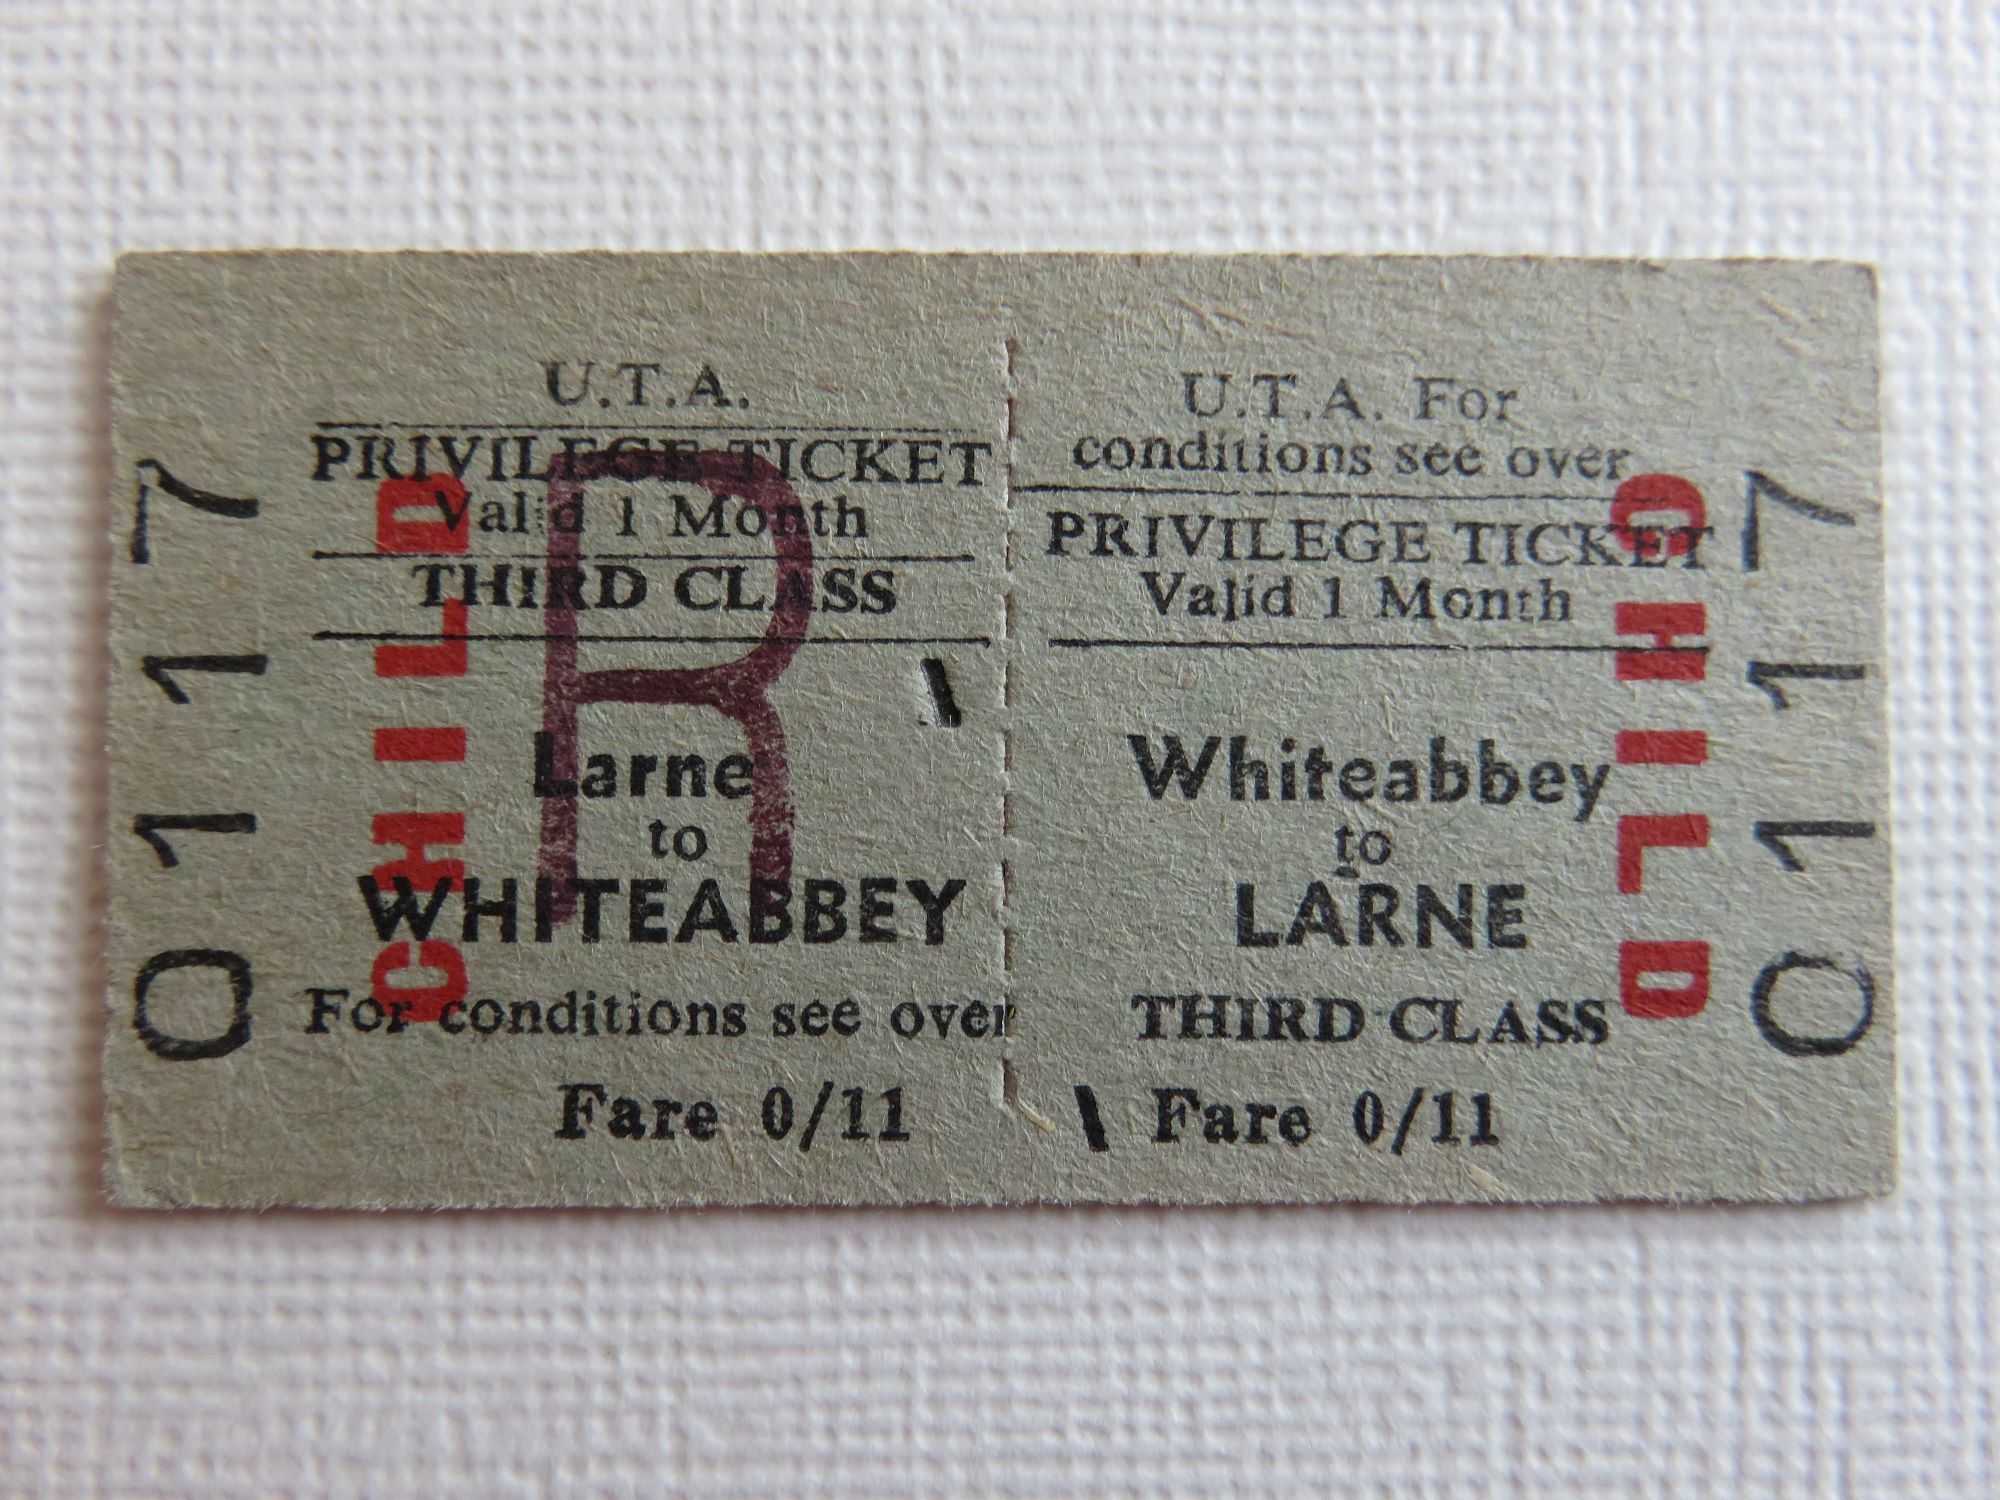 U.T.A.
PRIVILEGE TICKET
Valid 1 Month
THIRD CLASS
R
Larne
to
WHITEABBEY
For conditions see over
Fare 0/11
CHILD
0117
U.T.A. For
conditions see over
PRIVILEGE TICKET
Valid 1 Month
Whiteabbey
to
LARNE
THIRD CLASS
Fare 0/11
CHILD
0117